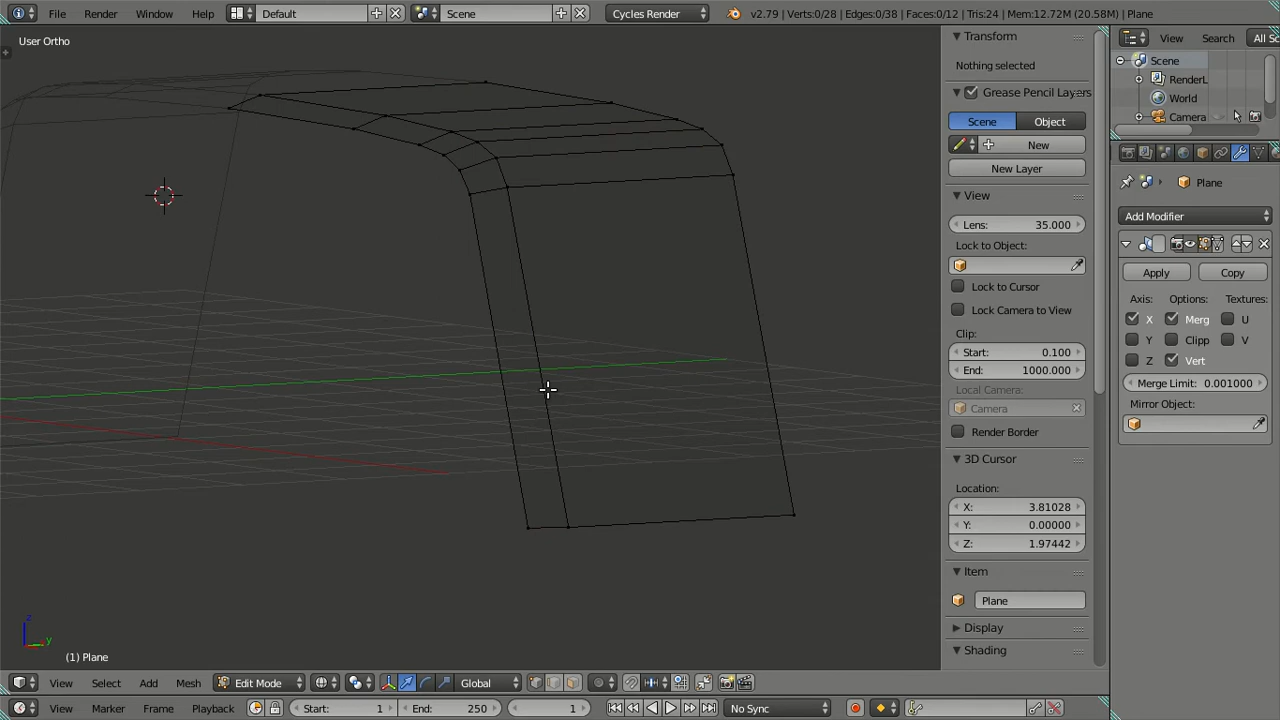 File Render Window Help Default Scene Cycles Render v2.79 | Verts:0/28 | Edges:0/38 | Faces:0/12 | Tris:24 | Mem:12.72M (20.58M) | Plane
User Ortho
Transform
Nothing selected
Grease Pencil Layers
Scene Object
New
New Layer
View
Lens: 35.000
Lock to Object:
Lock to Cursor
Lock Camera to View
Clip:
Start: 0.100
End: 1000.000
Local Camera:
Camera
Render Border
3D Cursor
Location:
X: 3.81028
Y: 0.00000
Z: 1.97442
Item
Plane
Display
Shading
View Search All Sc
Scene
RenderL
World
Camera
Plane
Add Modifier
Apply Copy
Axis: Options: Textures:
X Merg U
Y Clipp V
Z Vert
Merge Limit: 0.001000
Mirror Object:
z
y
(1) Plane
View Select Add Mesh Edit Mode Global
View Marker Frame Playback Start: 1 End: 250 1 No Sync